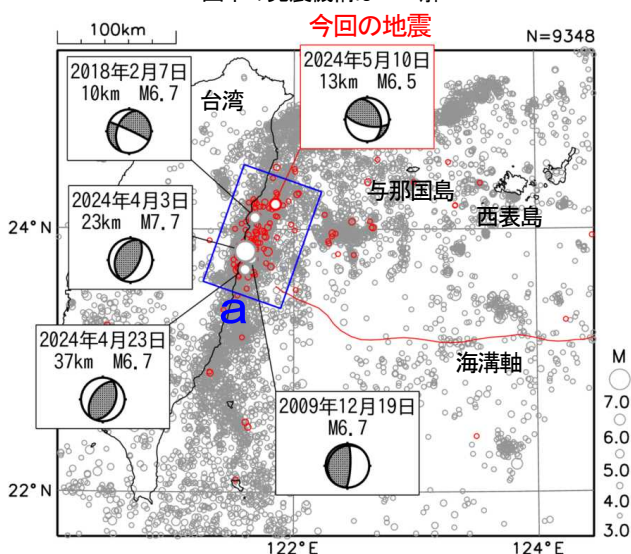 今回の地震
100km
N=9348
2018年2月7日
10km M6.7
台湾
2024年5月10日
13km M6.5
与那国島
西表島
2024年4月3日
23km M7.7
24°N
a
2024年4月23日
37km M6.7
海溝軸
2009年12月19日
M6.7
M
7.0
6.0
5.0
4.0
3.0
22°N
122°E
124°E